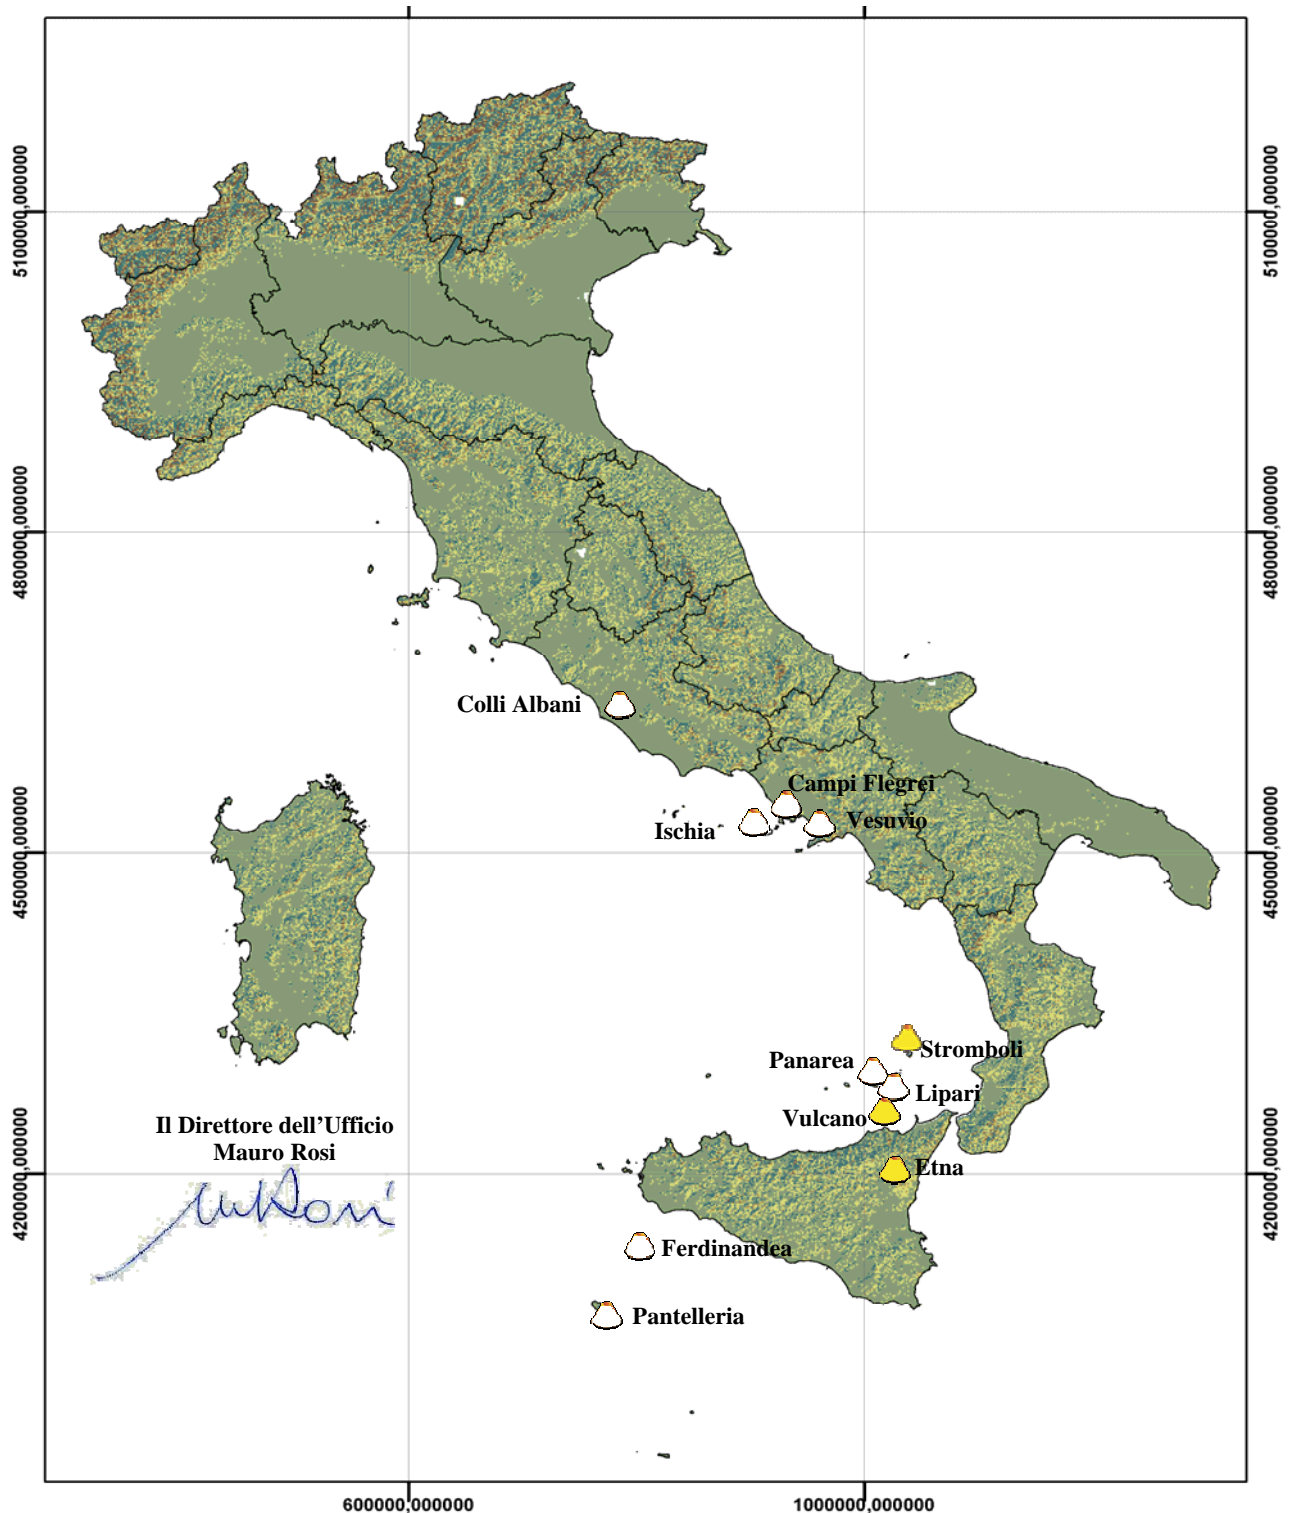 5100000,000000
5100000,000000
4800000,000000
4800000,000000
Colli Albani
Campi Flegrei
Ischia
Vesuvio
4500000,000000
4500000,000000
Stromboli
Panarea
Lipari
Vulcano
Il Direttore dell’Ufficio
Mauro Rosi
Etna
4200000,000000
4200000,000000
Ferdinandea
Pantelleria
600000,000000
1000000,000000